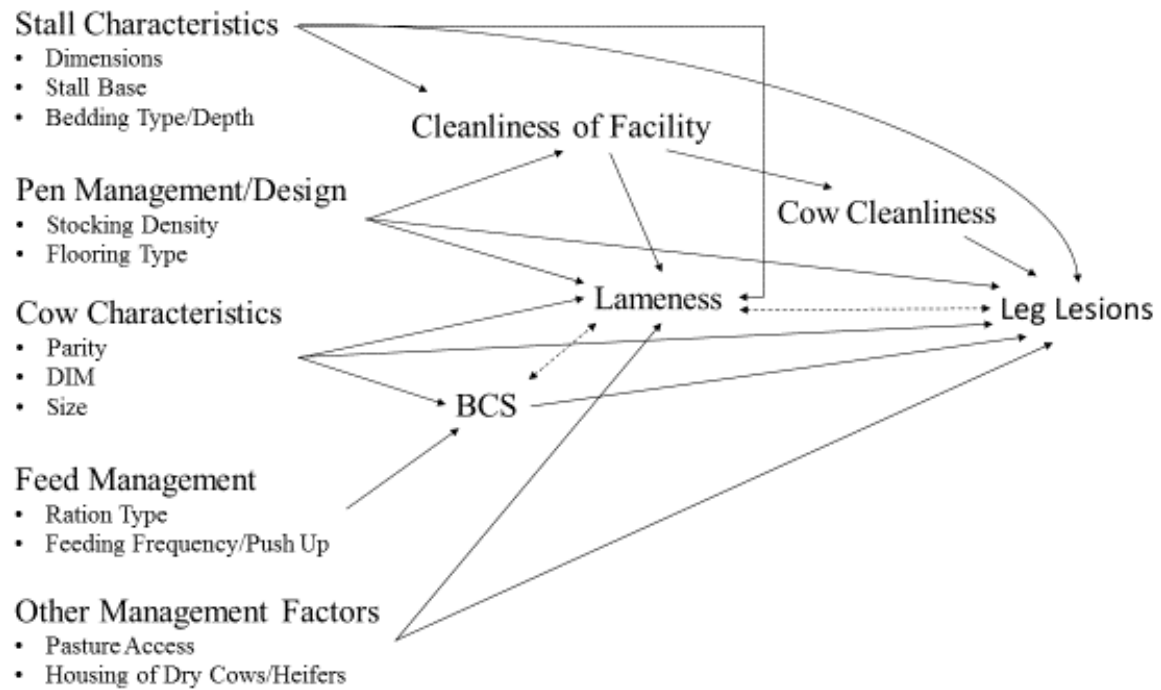 Stall Characteristics
• Dimensions
• Stall Base
• Bedding Type/Depth
Cleanliness of Facility
Pen Management/Design
• Stocking Density
• Flooring Type
Cow Cleanliness
Lameness
Leg Lesions
Cow Characteristics
• Parity
• DIM
• Size
BCS
Feed Management
• Ration Type
• Feeding Frequency/Push Up
Other Management Factors
• Pasture Access
• Housing of Dry Cows/Heifers